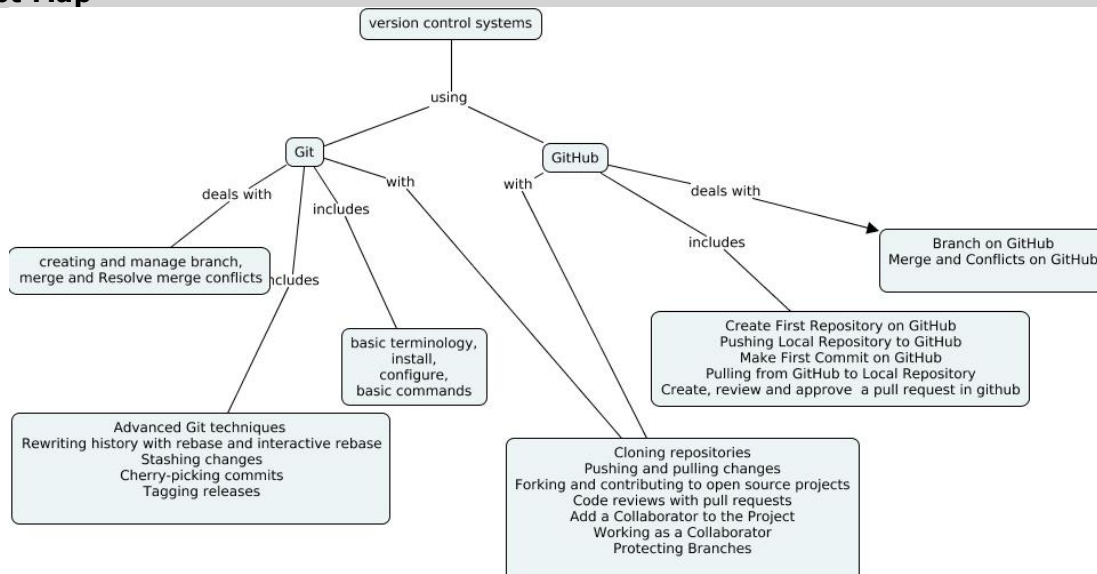 version control systems
using
Git
GitHub
deals with
includes
with
with
deals with
includes
creating and manage branch,
merge and Resolve merge conflicts
Branch on GitHub
Merge and Conflicts on GitHub
basic terminology,
install,
configure,
basic commands
Create First Repository on GitHub
Pushing Local Repository to GitHub
Make First Commit on GitHub
Pulling from GitHub to Local Repository
Create, review and approve a pull request in github
Advanced Git techniques
Rewriting history with rebase and interactive rebase
Stashing changes
Cherry-picking commits
Tagging releases
Cloning repositories
Pushing and pulling changes
Forking and contributing to open source projects
Code reviews with pull requests
Add a Collaborator to the Project
Working as a Collaborator
Protecting Branches